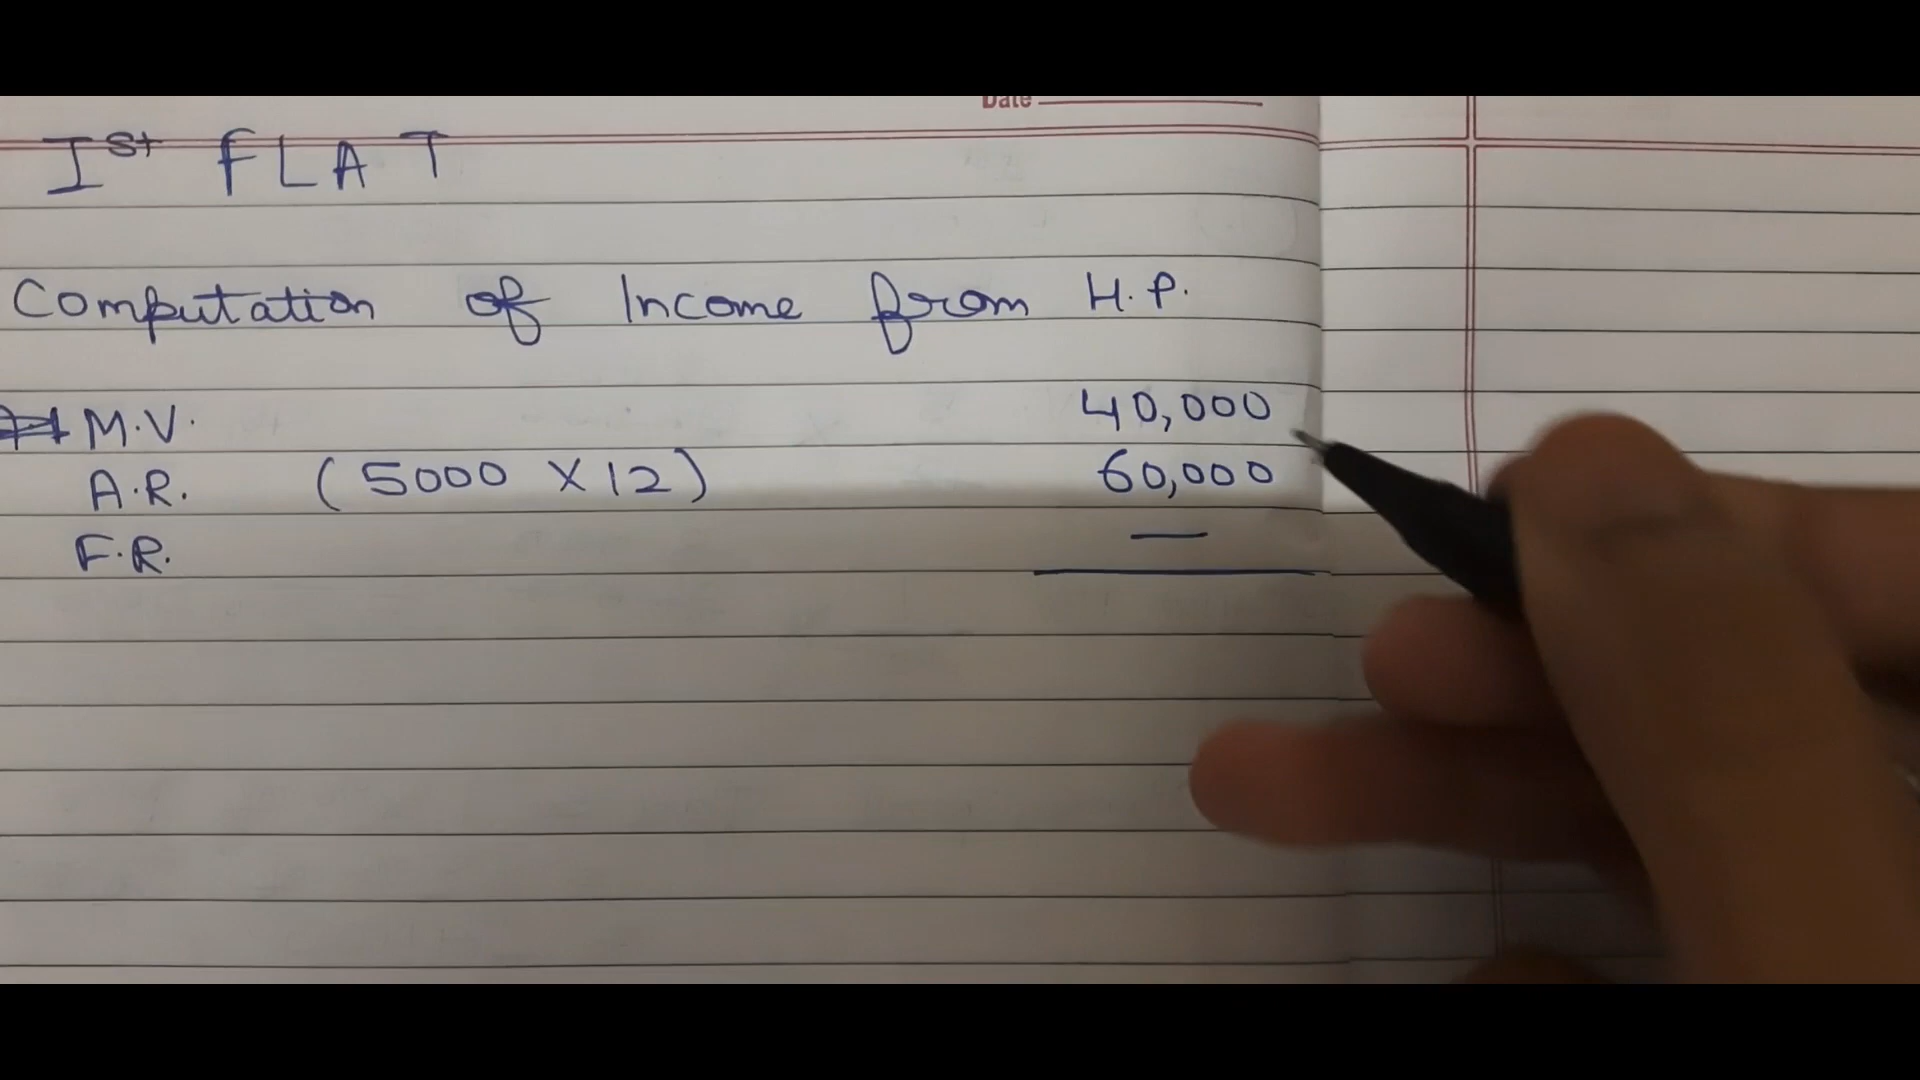 Date
Ist FLAT
Computation of Income from H.P.
M.V. 40,000
A.R. (5000 X 12) 60,000
F.R. —